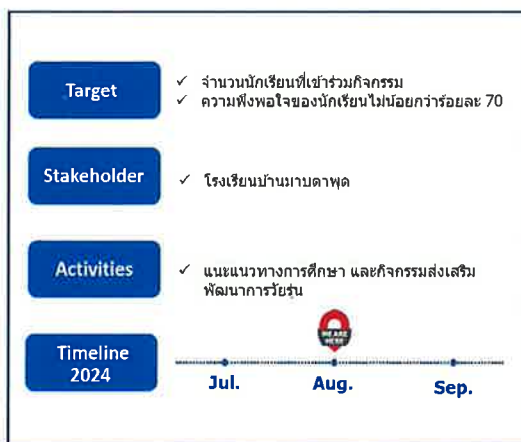 Target
✓ จำนวนนักเรียนที่เข้าร่วมกิจกรรม
✓ ความพึงพอใจของนักเรียนไม่น้อยกว่าร้อยละ 70
Stakeholder
✓ โรงเรียนบ้านมาบตาพุด
Activities
✓ แนะแนวทางการศึกษา และกิจกรรมส่งเสริม
พัฒนาการวัยรุ่น
Timeline
2024
WE ARE
HERE
Jul.
Aug.
Sep.